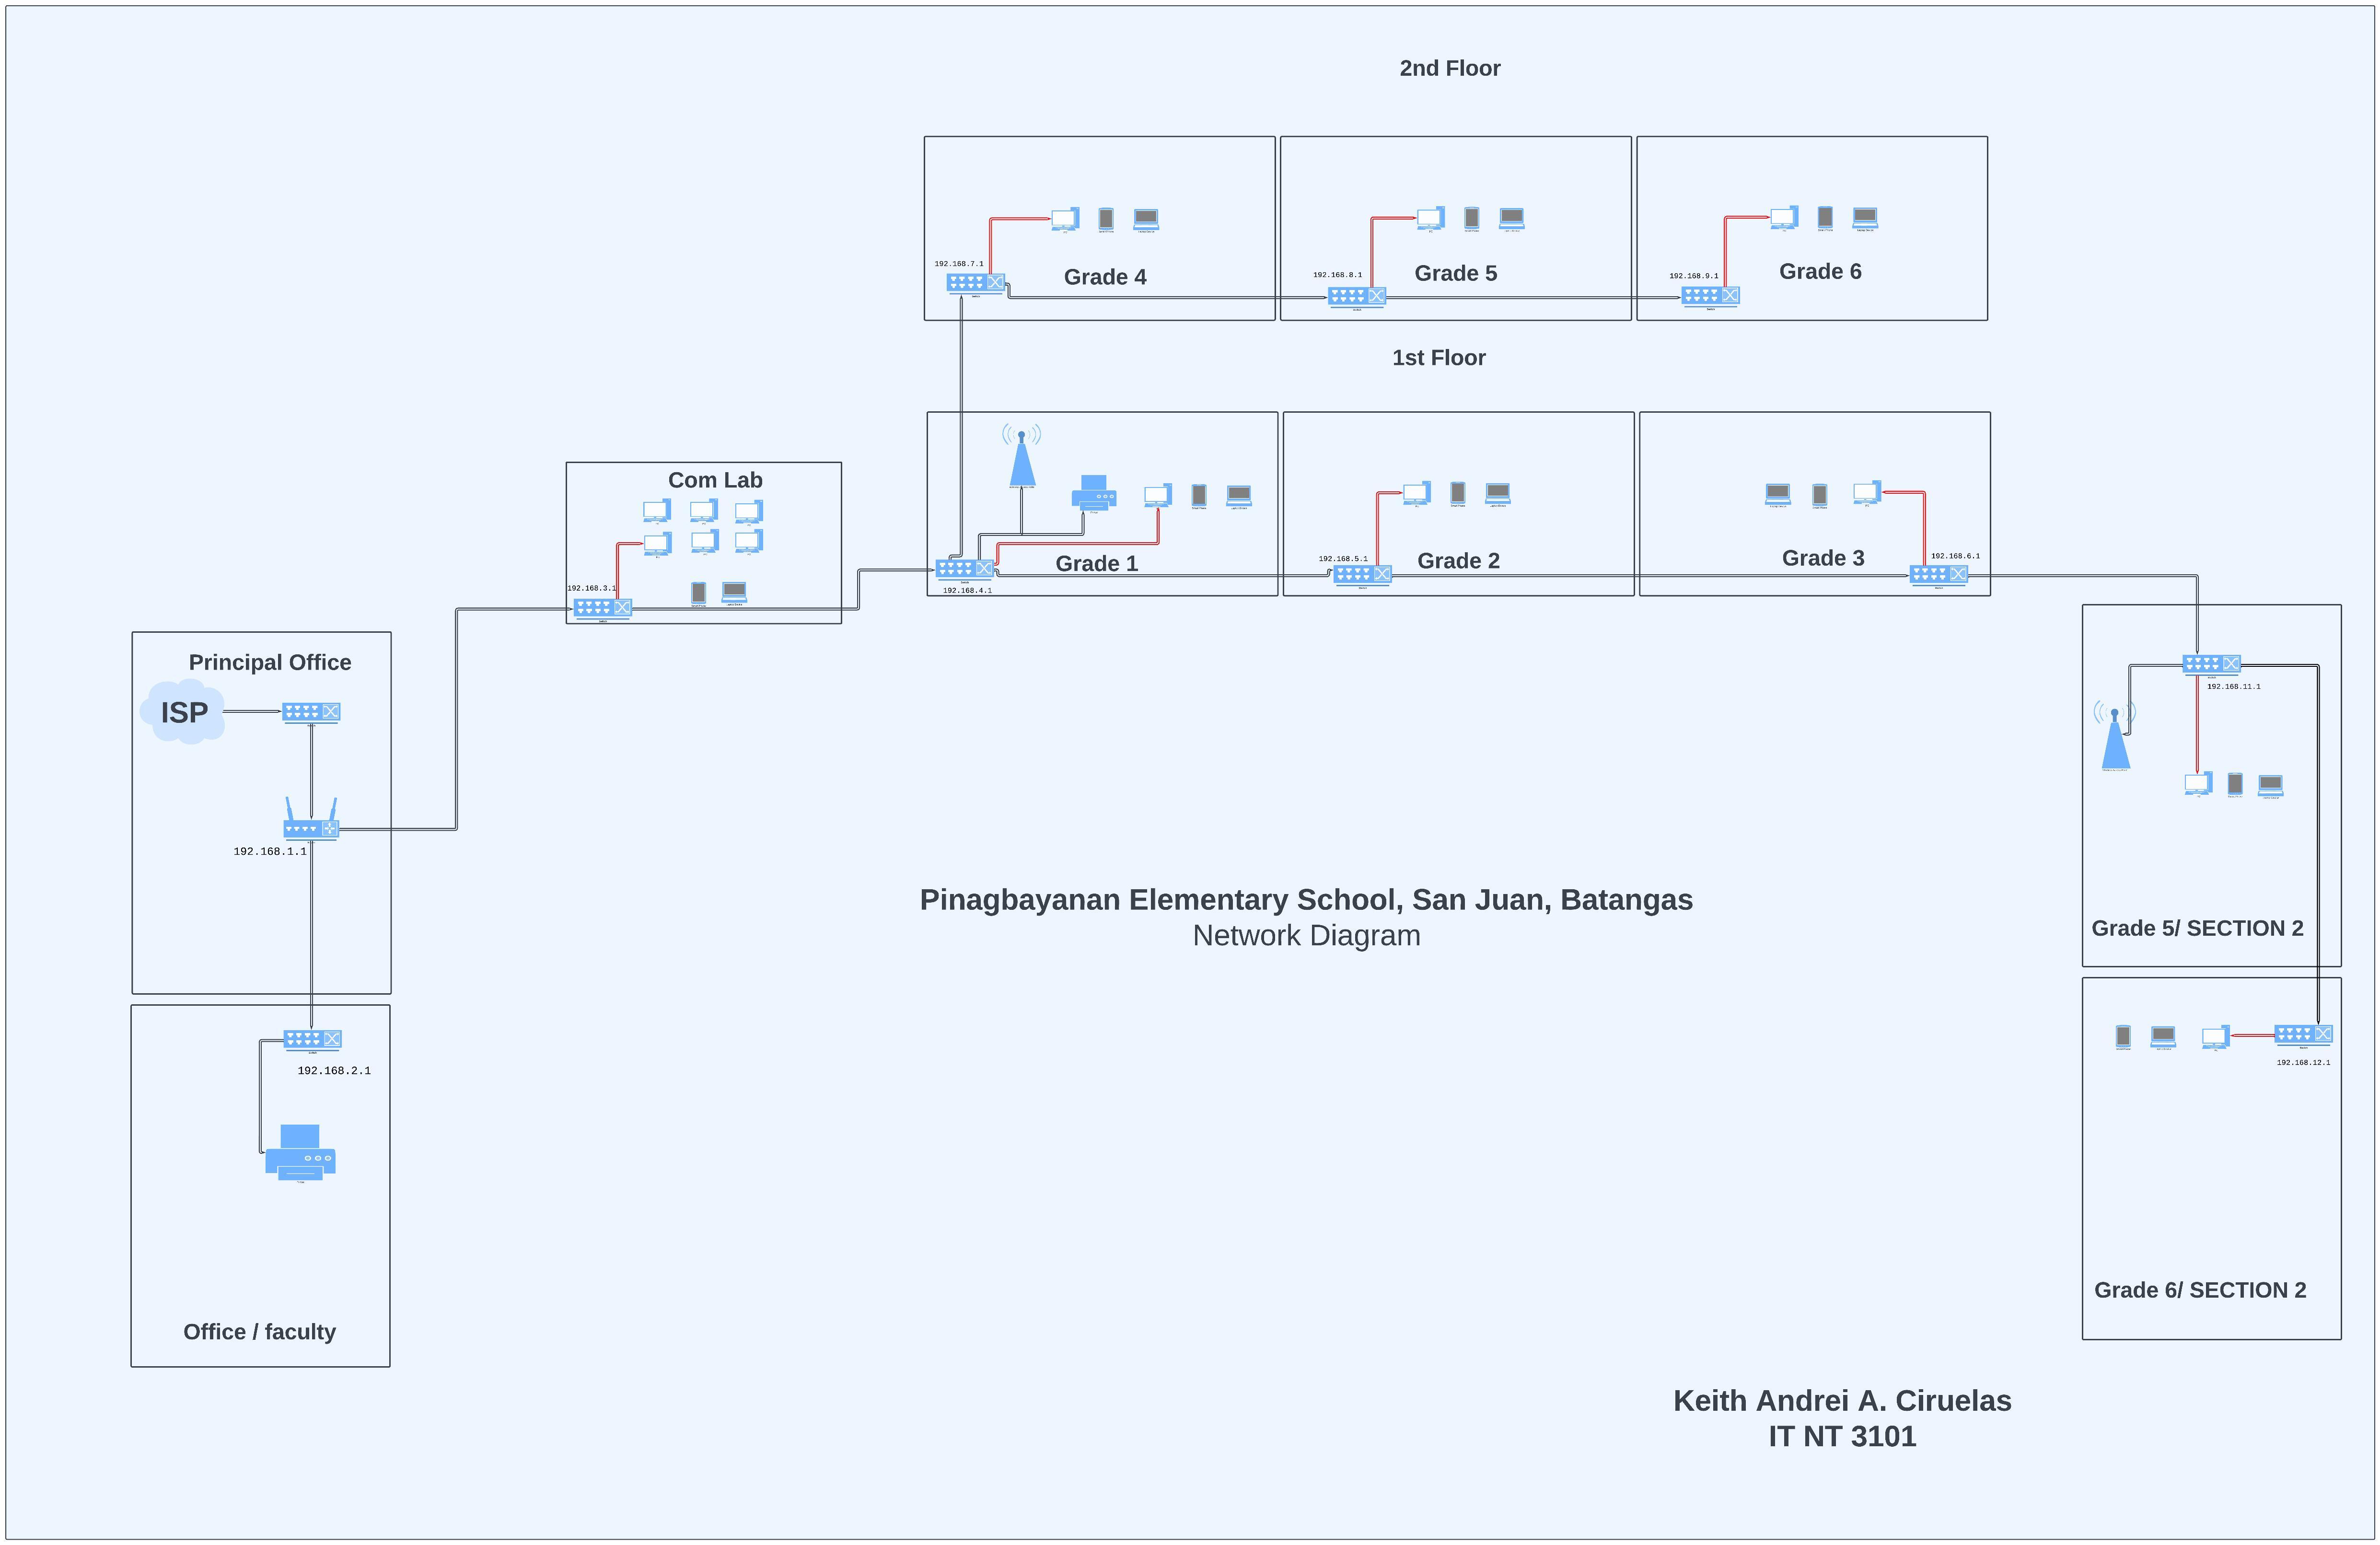 2nd Floor
192.168.7.1
Grade 4
192.168.8.1
Grade 5
192.168.9.1
Grade 6
1st Floor
Com Lab
192.168.3.1
Grade 1
192.168.4.1
192.168.5.1
Grade 2
Grade 3
192.168.6.1
Principal Office
ISP
192.168.1.1
192.168.11.1
Grade 5/ SECTION 2
Pinagbayanan Elementary School, San Juan, Batangas
Network Diagram
192.168.2.1
Office / faculty
192.168.12.1
Grade 6/ SECTION 2
Keith Andrei A. Ciruelas
IT NT 3101